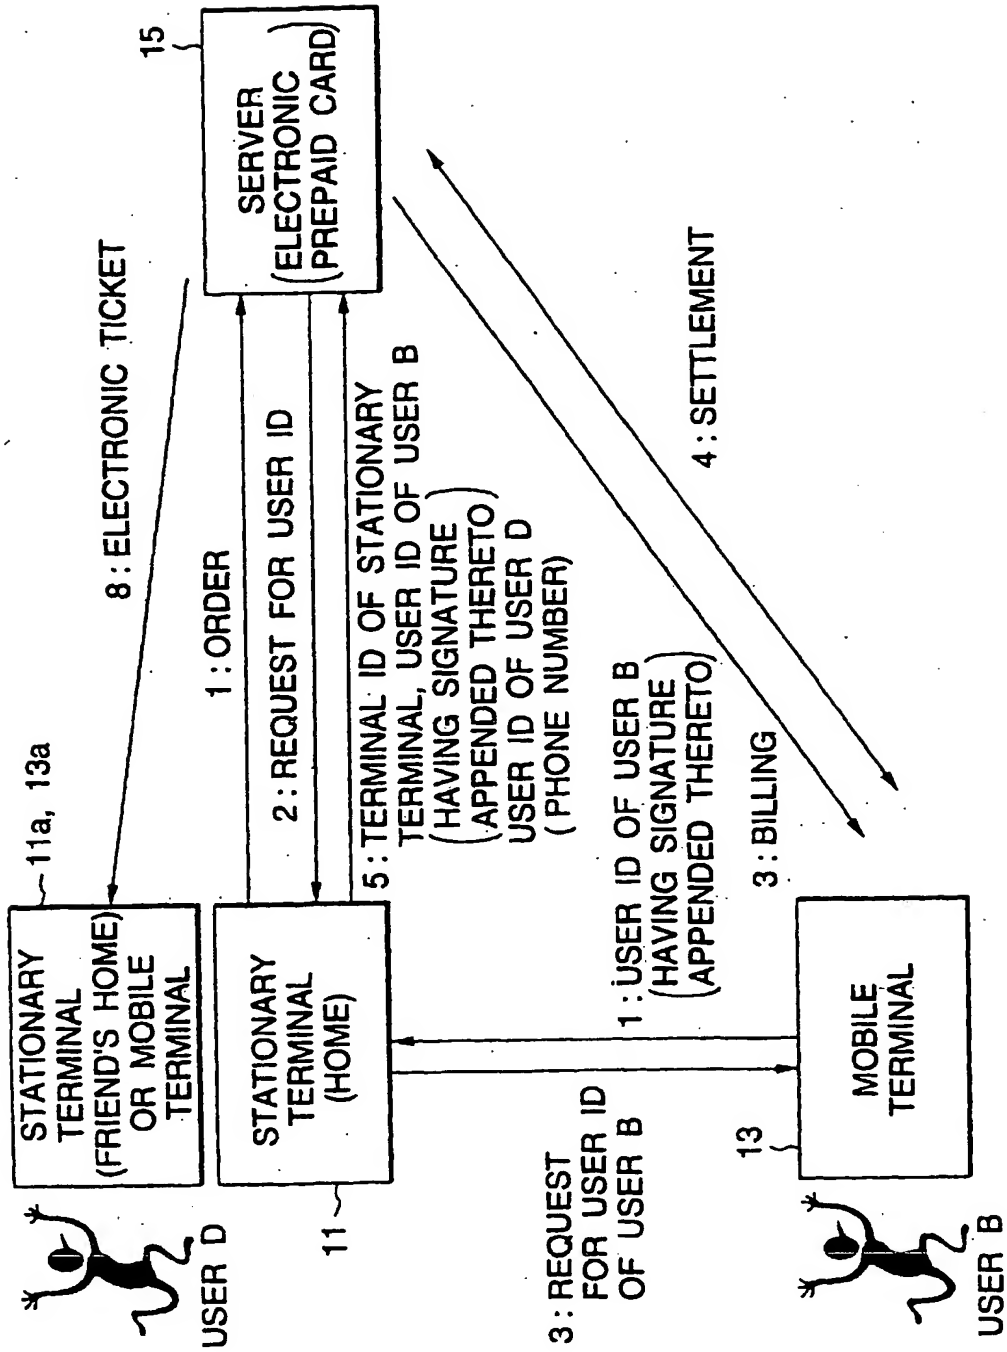 STATIONARY
TERMINAL
(FRIEND'S HOME)
OR MOBILE
TERMINAL
11a, 13a
USER D
8 : ELECTRONIC TICKET
15
SERVER
(ELECTRONIC
PREPAID CARD)
STATIONARY
TERMINAL
(HOME)
11
1 : ORDER
2 : REQUEST FOR USER ID
5 : TERMINAL ID OF STATIONARY
TERMINAL, USER ID OF USER B
(HAVING SIGNATURE
APPENDED THERETO)
USER ID OF USER D
(PHONE NUMBER)
3 : REQUEST
FOR USER ID
OF USER B
1 : USER ID OF USER B
(HAVING SIGNATURE
APPENDED THERETO)
3 : BILLING
4 : SETTLEMENT
13
MOBILE
TERMINAL
USER B